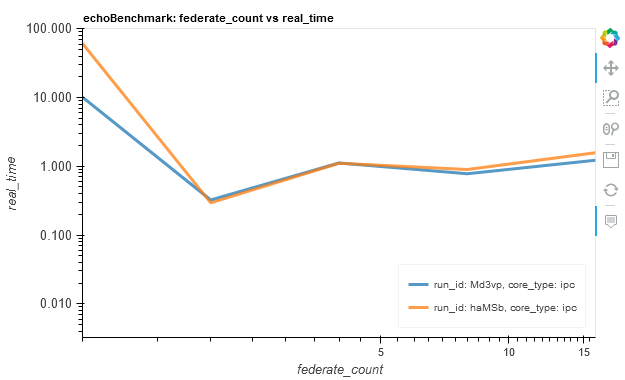 echoBenchmark: federate_count vs real_time
100.000
10.000
1.000
0.100
0.010
real_time
run_id: Md3vp, core_type: ipc
run_id: haMSb, core_type: ipc
5
10
15
federate_count